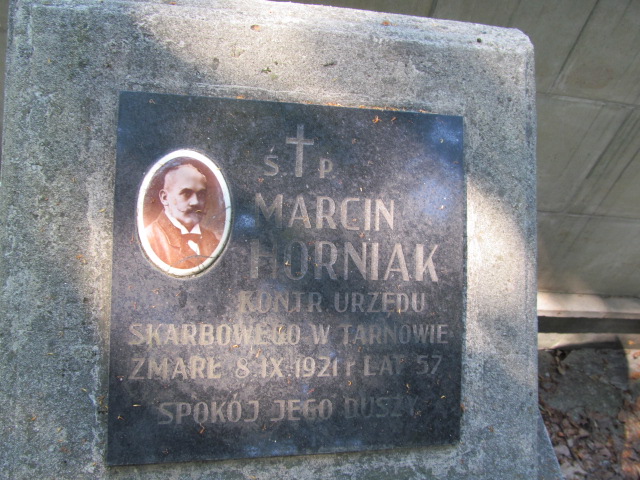 Ś P.
MARCIN
HORNIAK
KONTR. URZĘDU
SKARBOWEGO W TARNOWIE
ZMARŁ 8 IX 1921 r LAT 57
SPOKÓJ JEGO DUSZY